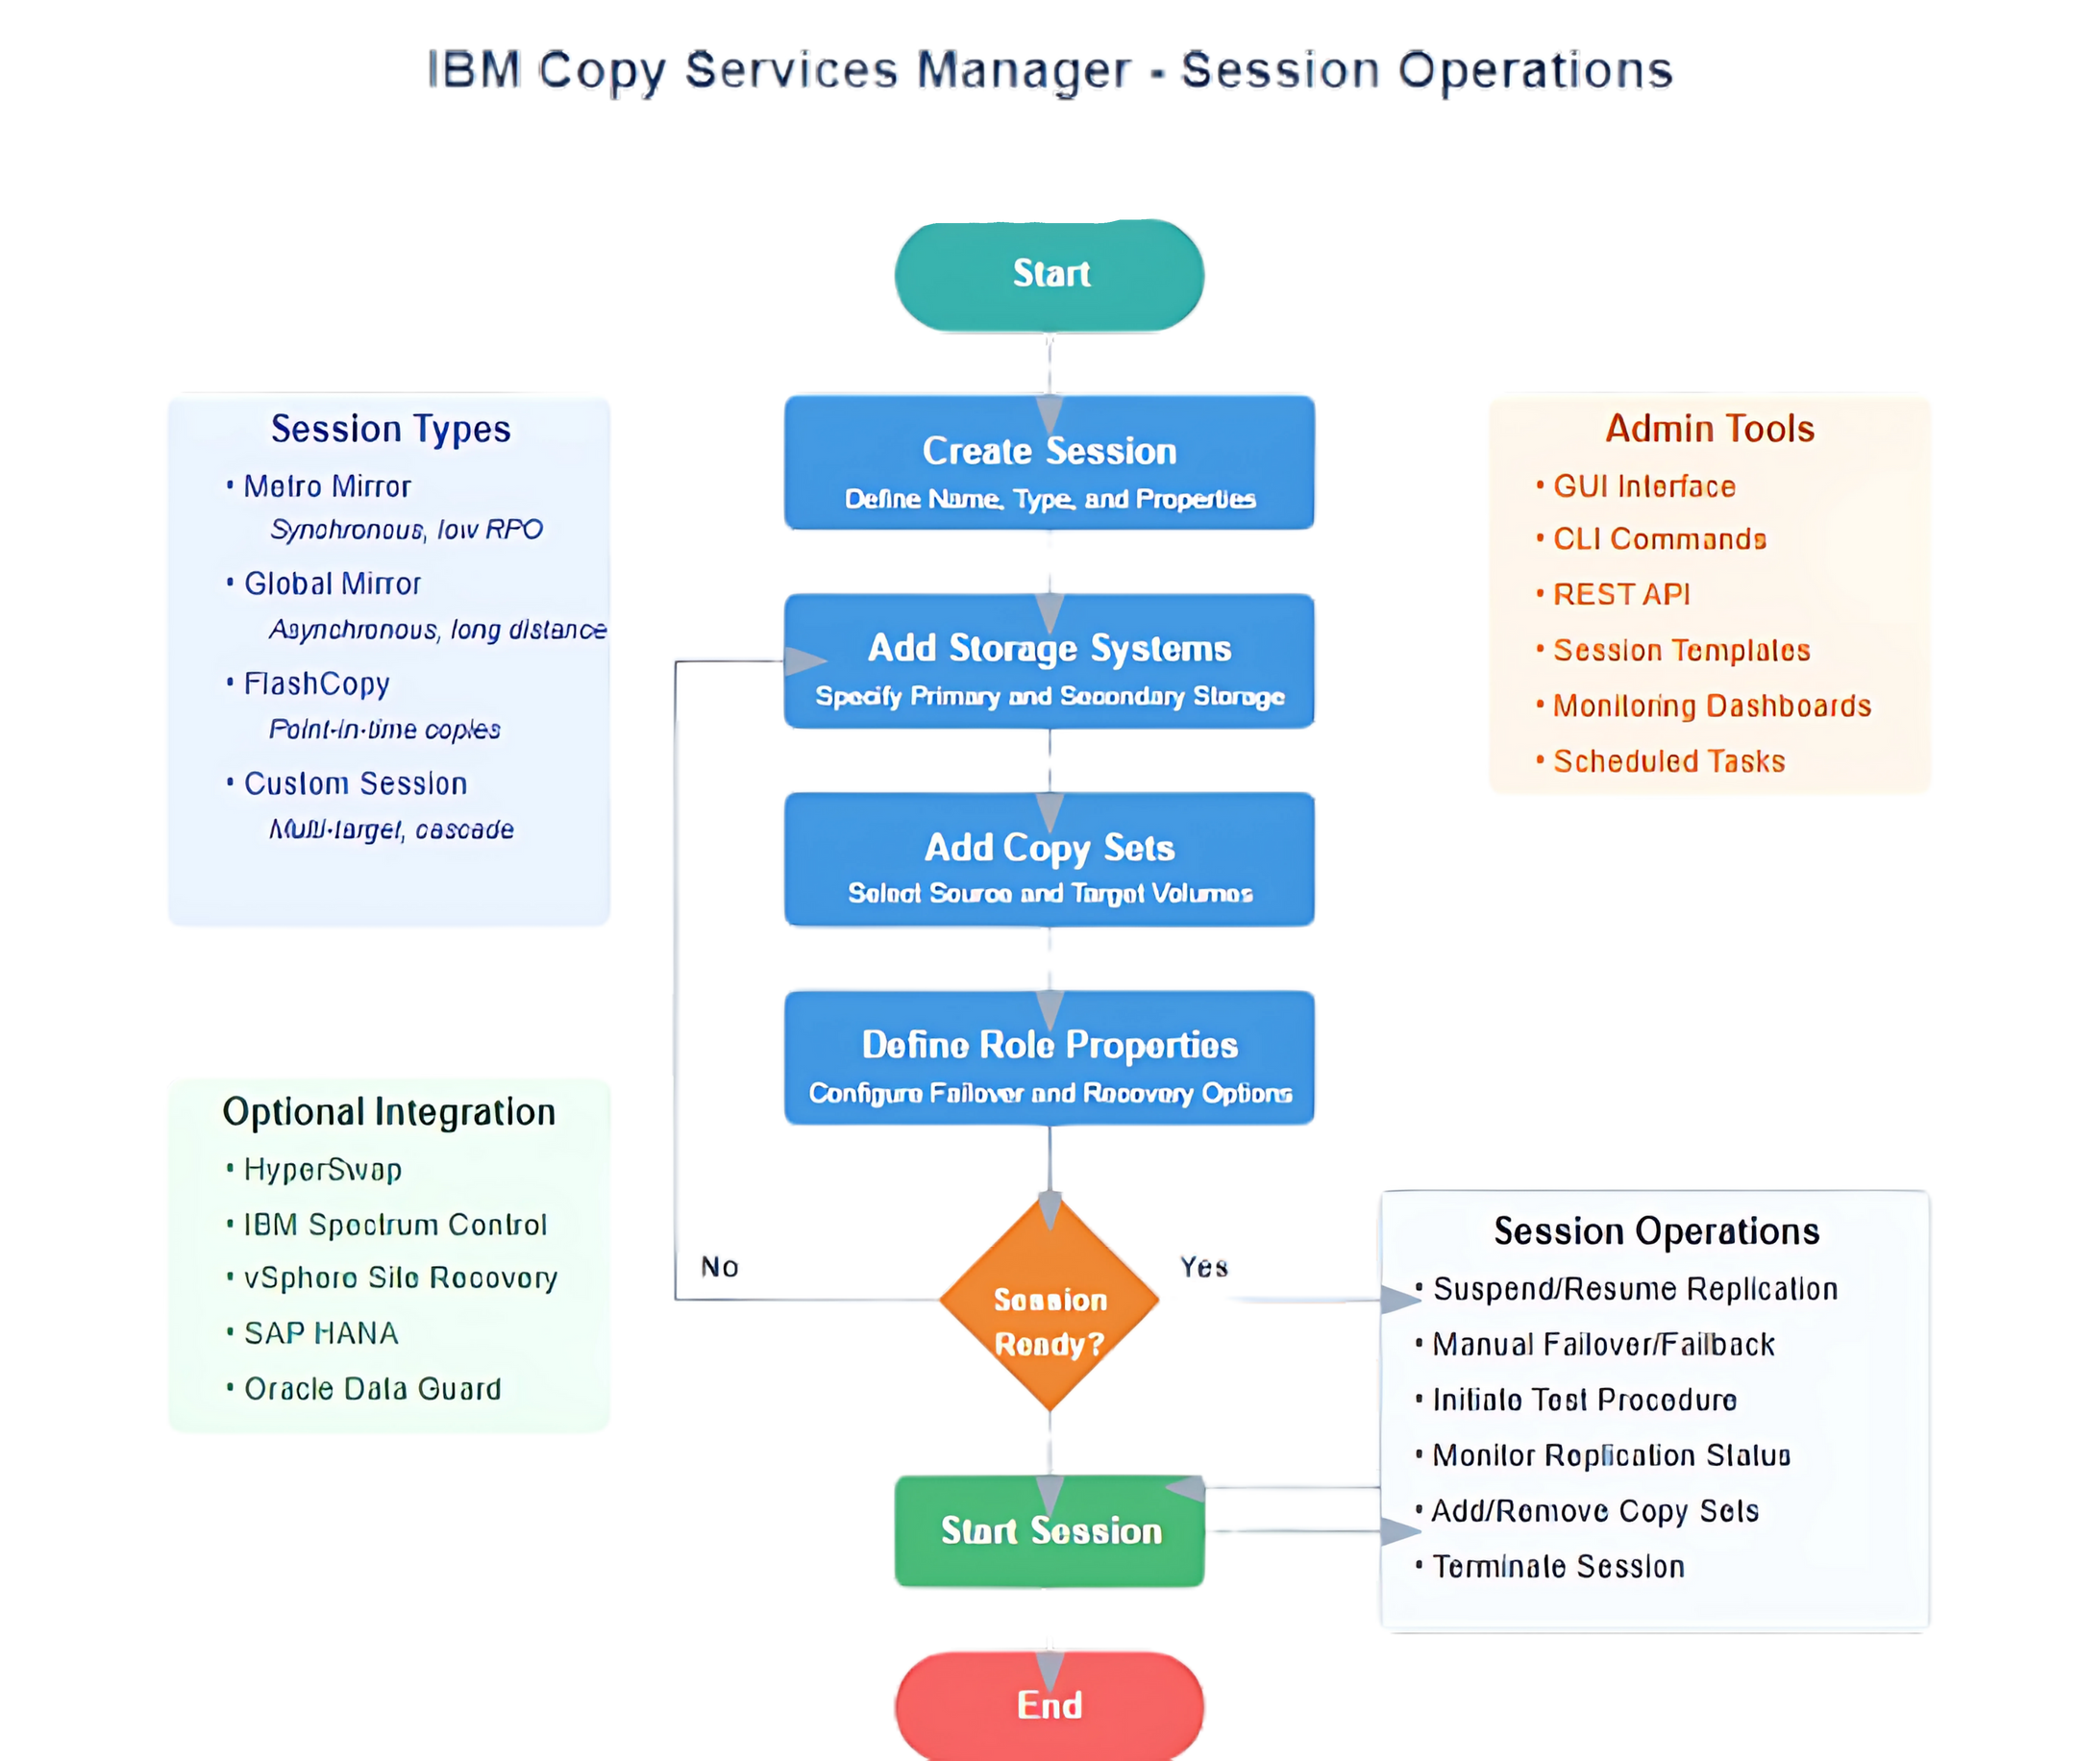 IBM Copy Services Manager - Session Operations
Start
Create Session
Define Name, Type, and Properties
Add Storage Systems
Specify Primary and Secondary Storage
Add Copy Sets
Select Source and Target Volumes
Define Role Properties
Configure Failover and Recovery Options
Session
Ready?
No
Yes
Start Session
End
Session Types
• Metro Mirror
Synchronous, low RPO
• Global Mirror
Asynchronous, long distance
• FlashCopy
Point-in-time copies
• Custom Session
Multi-target, cascade
Optional Integration
• HyperSwap
• IBM Spectrum Control
• vSphere Site Recovery
• SAP HANA
• Oracle Data Guard
Admin Tools
• GUI Interface
• CLI Commands
• REST API
• Session Templates
• Monitoring Dashboards
• Scheduled Tasks
Session Operations
• Suspend/Resume Replication
• Manual Failover/Failback
• Initiate Test Procedure
• Monitor Replication Status
• Add/Remove Copy Sets
• Terminate Session